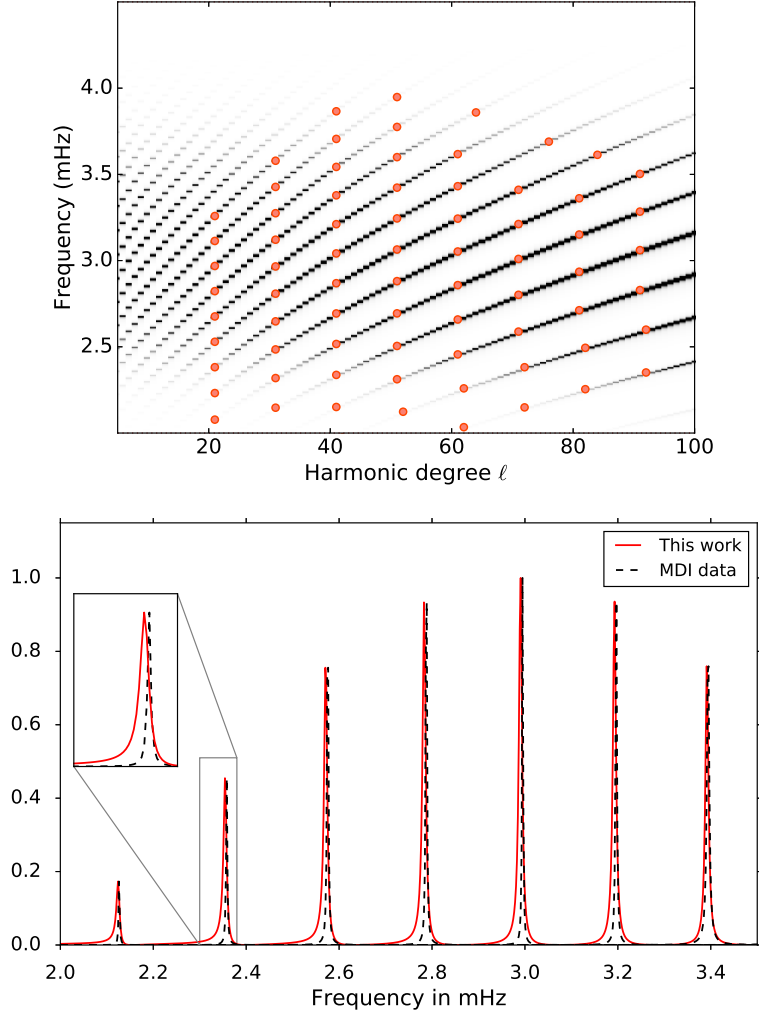 4.0
3.5
3.0
2.5
Frequency (mHz)
20 40 60 80 100
Harmonic degree ℓ
This work
MDI data
1.0
0.8
0.6
0.4
0.2
0.0
2.0 2.2 2.4 2.6 2.8 3.0 3.2 3.4
Frequency in mHz